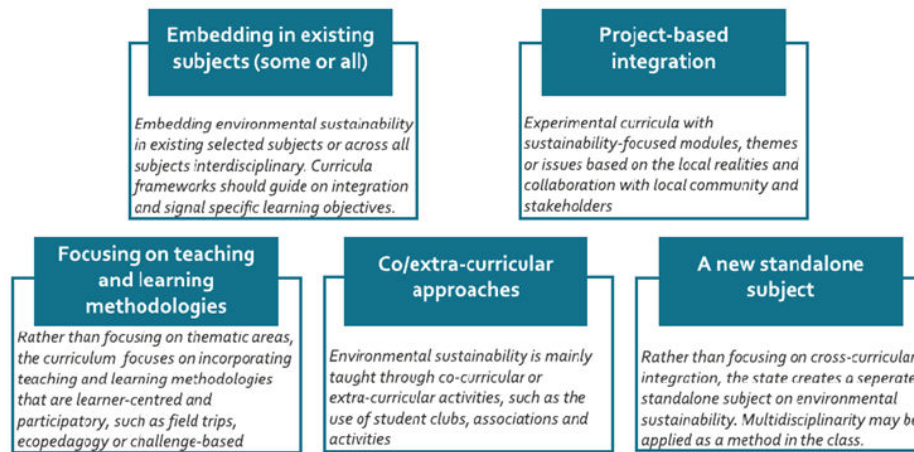 Embedding in existing
subjects (some or all)
Embedding environmental sustainability
in existing selected subjects or across all
subjects interdisciplinary. Curricula
frameworks should guide on integration
and signal specific learning objectives.
Project-based
integration
Experimental curricula with
sustainability-focused modules, themes
or issues based on the local realities and
collaboration with local community and
stakeholders
Focusing on teaching
and learning
methodologies
Rather than focusing on thematic areas,
the curriculum focuses on incorporating
teaching and learning methodologies
that are learner-centred and
participatory, such as field trips,
ecopedagogy or challenge-based
Co/extra-curricular
approaches
Environmental sustainability is mainly
taught through co-curricular or
extra-curricular activities, such as the
use of student clubs, associations and
activities
A new standalone
subject
Rather than focusing on cross-curricular
integration, the state creates a seperate
standalone subject on environmental
sustainability. Multidisciplinarity may be
applied as a method in the class.